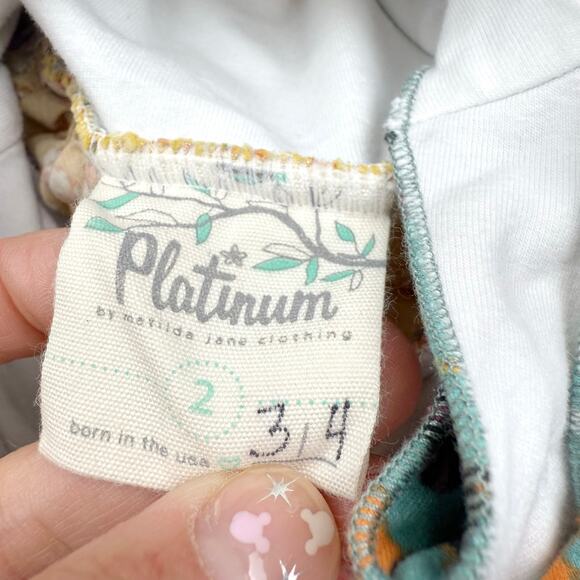 Platinum
by matilda jane clothing
2
born in the usa
3/4